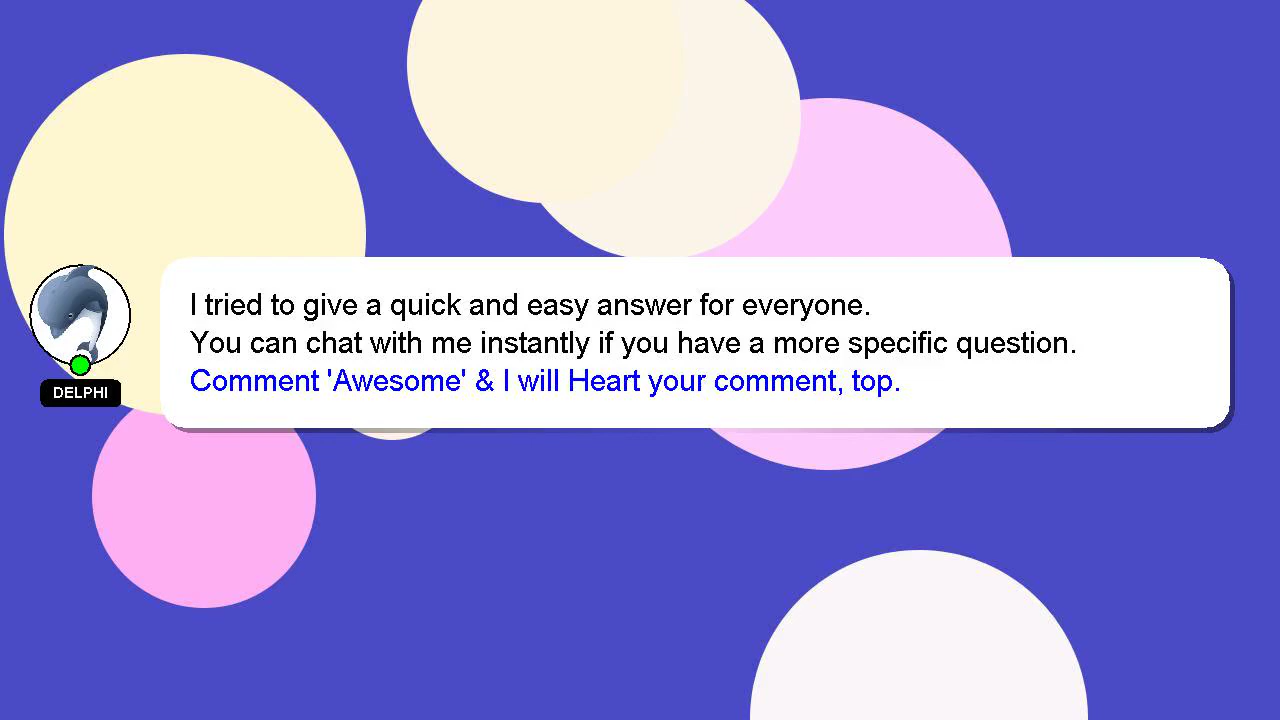 I tried to give a quick and easy answer for everyone.
You can chat with me instantly if you have a more specific question.
Comment 'Awesome' & I will Heart your comment, top.
DELPHI